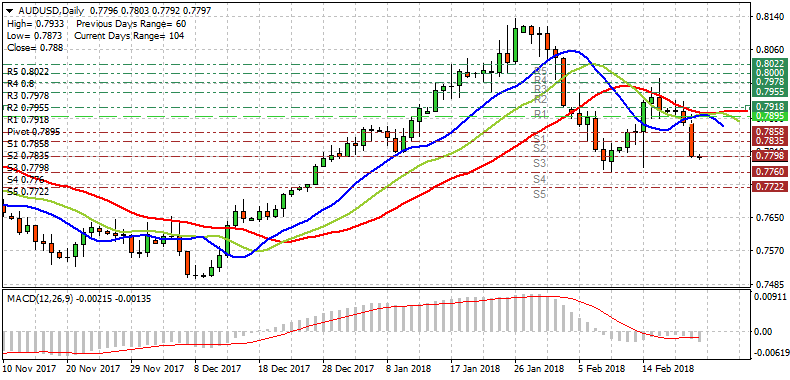 AUDUSD,Daily 0.7796 0.7803 0.7792 0.7797
High= 0.7933 Previous Days Range= 60
Low= 0.7873 Current Days Range= 104
Close= 0.788
R5 0.8022
R4 0.8
R3 0.7978
R2 0.7955
R1 0.7918
Pivot 0.7895
S1 0.7858
S2 0.7835
S3 0.7798
S4 0.776
S5 0.7722
R5
R4
R3
R2
R1
S1
S2
S3
S4
S5
0.8140
0.8060
0.8022
0.8000
0.7978
0.7955
0.7918
0.7895
0.7858
0.7835
0.7798
0.7760
0.7722
0.7650
0.7570
0.7485
MACD(12,26,9) -0.00215 -0.00135
0.00911
0.00
-0.00619
10 Nov 2017 20 Nov 2017 29 Nov 2017 8 Dec 2017 18 Dec 2017 28 Dec 2017 8 Jan 2018 17 Jan 2018 26 Jan 2018 5 Feb 2018 14 Feb 2018